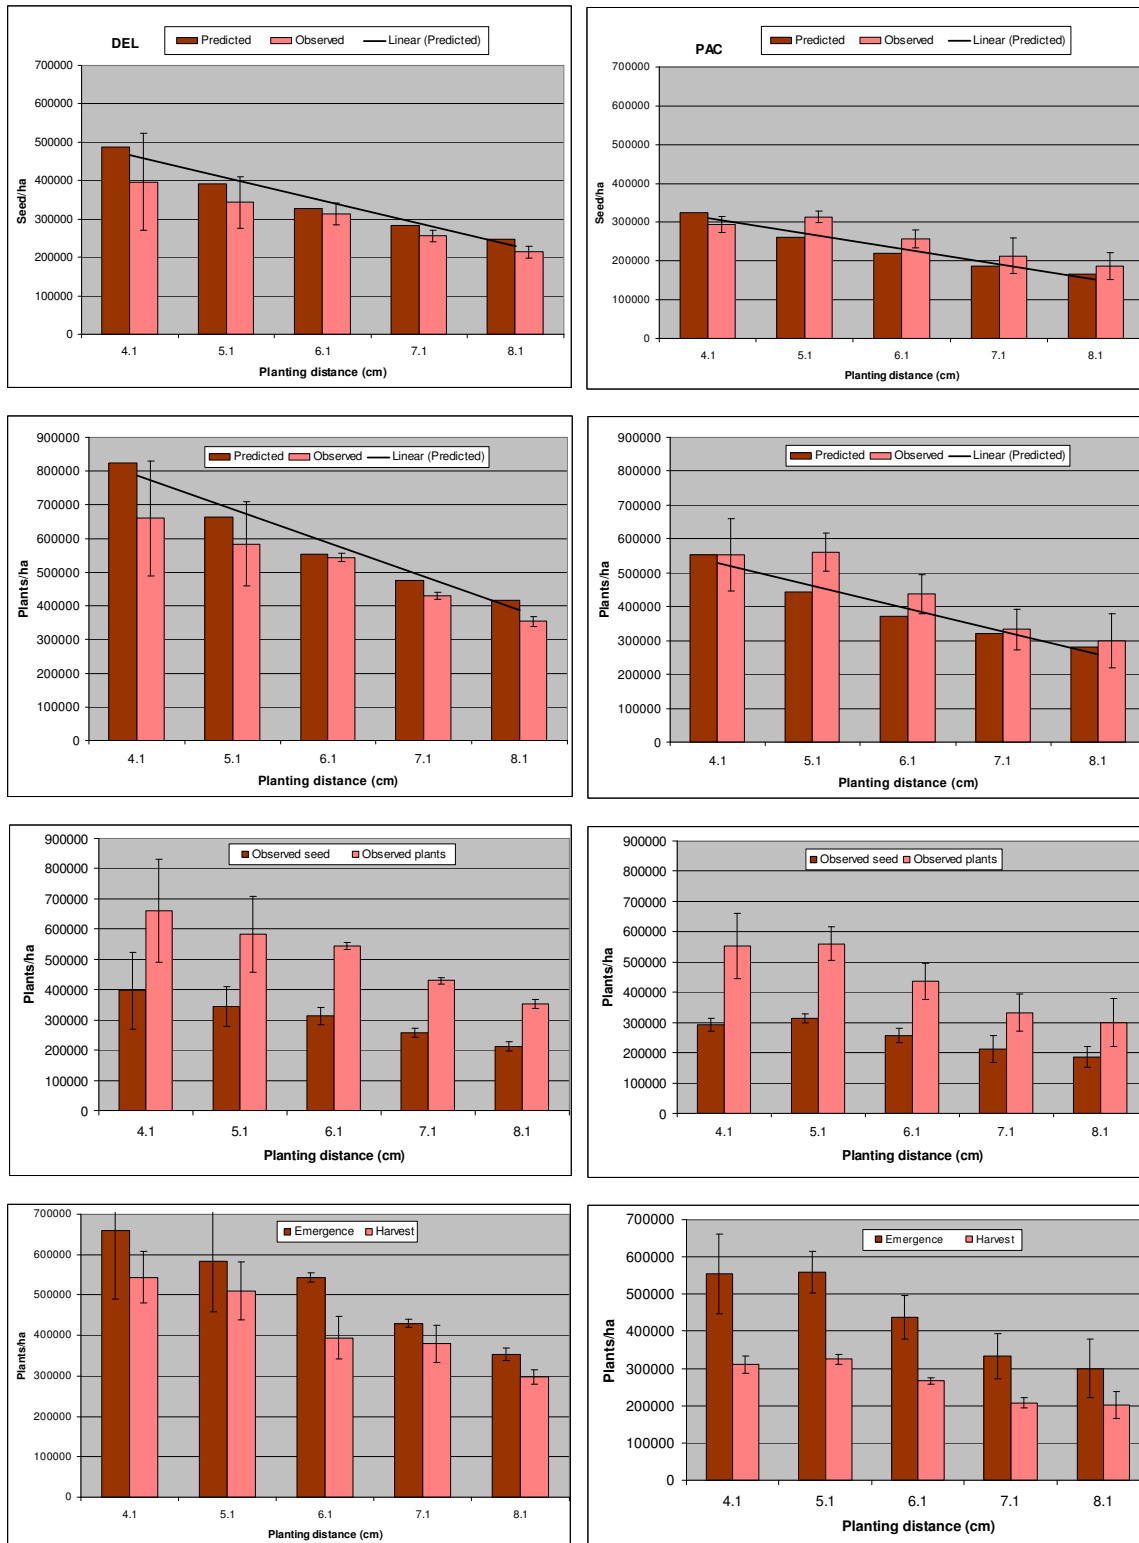 DEL
Predicted Observed Linear (Predicted)
700000
600000
500000
400000
300000
200000
100000
0
Seed/ha
4.1 5.1 6.1 7.1 8.1
Planting distance (cm)
PAC
Predicted Observed Linear (Predicted)
700000
600000
500000
400000
300000
200000
100000
0
Seed/ha
4.1 5.1 6.1 7.1 8.1
Planting distance (cm)
Predicted Observed Linear (Predicted)
900000
800000
700000
600000
500000
400000
300000
200000
100000
0
Plants/ha
4.1 5.1 6.1 7.1 8.1
Planting distance (cm)
Predicted Observed Linear (Predicted)
900000
800000
700000
600000
500000
400000
300000
200000
100000
0
Plants/ha
4.1 5.1 6.1 7.1 8.1
Planting distance (cm)
Observed seed Observed plants
900000
800000
700000
600000
500000
400000
300000
200000
100000
0
Plants/ha
4.1 5.1 6.1 7.1 8.1
Planting distance (cm)
Observed seed Observed plants
900000
800000
700000
600000
500000
400000
300000
200000
100000
0
Plants/ha
4.1 5.1 6.1 7.1 8.1
Planting distance (cm)
Emergence Harvest
700000
600000
500000
400000
300000
200000
100000
0
Plants/ha
4.1 5.1 6.1 7.1 8.1
Planting distance (cm)
Emergence Harvest
700000
600000
500000
400000
300000
200000
100000
0
Plants/ha
4.1 5.1 6.1 7.1 8.1
Planting distance (cm)